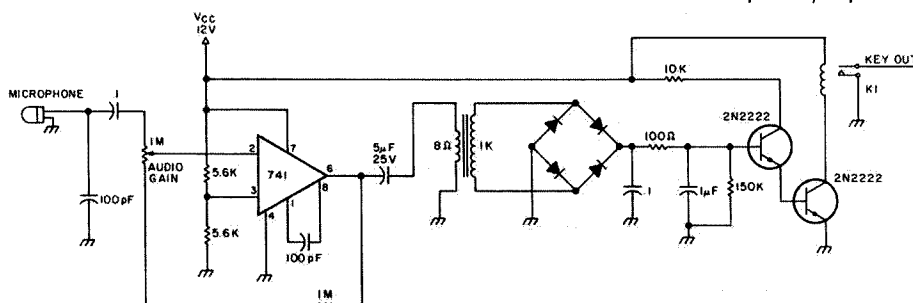 VCC
12V
MICROPHONE
.1
1M
AUDIO
GAIN
100pF
5.6K
5.6K
2
3
7
741
6
8
1
4
100pF
1M
5µF
25V
8Ω
1K
.1
100Ω
1µF
150K
10K
2N2222
2N2222
KEY OUT
K1